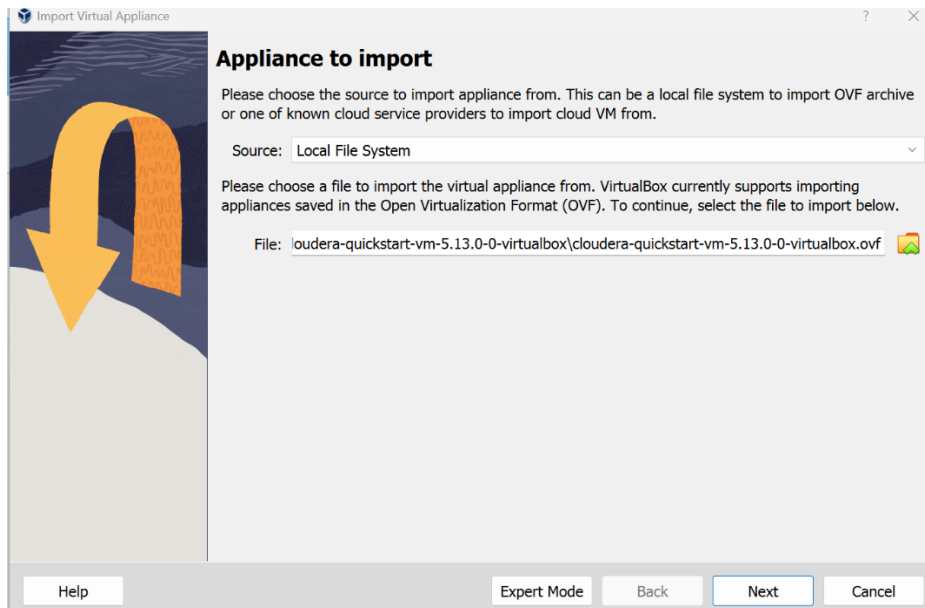 Import Virtual Appliance
Appliance to import
Please choose the source to import appliance from. This can be a local file system to import OVF archive
or one of known cloud service providers to import cloud VM from.
Source: Local File System
Please choose a file to import the virtual appliance from. VirtualBox currently supports importing
appliances saved in the Open Virtualization Format (OVF). To continue, select the file to import below.
File: loudera-quickstart-vm-5.13.0-0-virtualbox\cloudera-quickstart-vm-5.13.0-0-virtualbox.ovf
Help Expert Mode Back Next Cancel